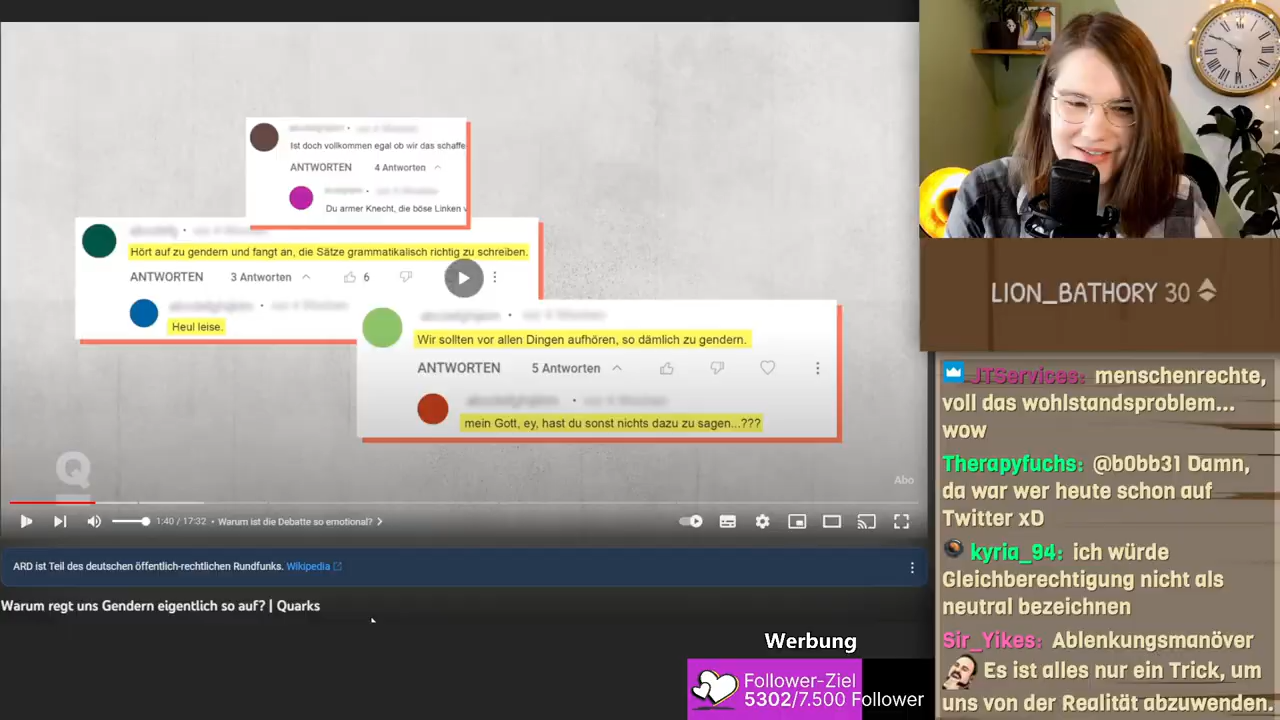 Ist doch vollkommen egal ob wir das schaffe
ANTWORTEN 4 Antworten
Du armer Knecht, die böse Linken
Hört auf zu gendern und fangt an, die Sätze grammatikalisch richtig zu schreiben.
ANTWORTEN 3 Antworten 6
Heul leise.
Wir sollten vor allen Dingen aufhören, so dämlich zu gendern.
ANTWORTEN 5 Antworten
mein Gott, ey, hast du sonst nichts dazu zu sagen...???
Q
Abo
1:40 / 17:32 • Warum ist die Debatte so emotional?
ARD ist Teil des deutschen öffentlich-rechtlichen Rundfunks. Wikipedia
Warum regt uns Gendern eigentlich so auf? | Quarks
Werbung
Follower-Ziel
5302/7.500 Follower
LION_BATHORY 30
JTServices: menschenrechte,
voll das wohlstandsproblem...
wow
Therapyfuchs: @b0bb31 Damn,
da war wer heute schon auf
Twitter xD
kyria_94: ich würde
Gleichberechtigung nicht als
neutral bezeichnen
Sir_Yikes: Ablenkungsmanöver
Es ist alles nur ein Trick, um
uns von der Realität abzuwenden.